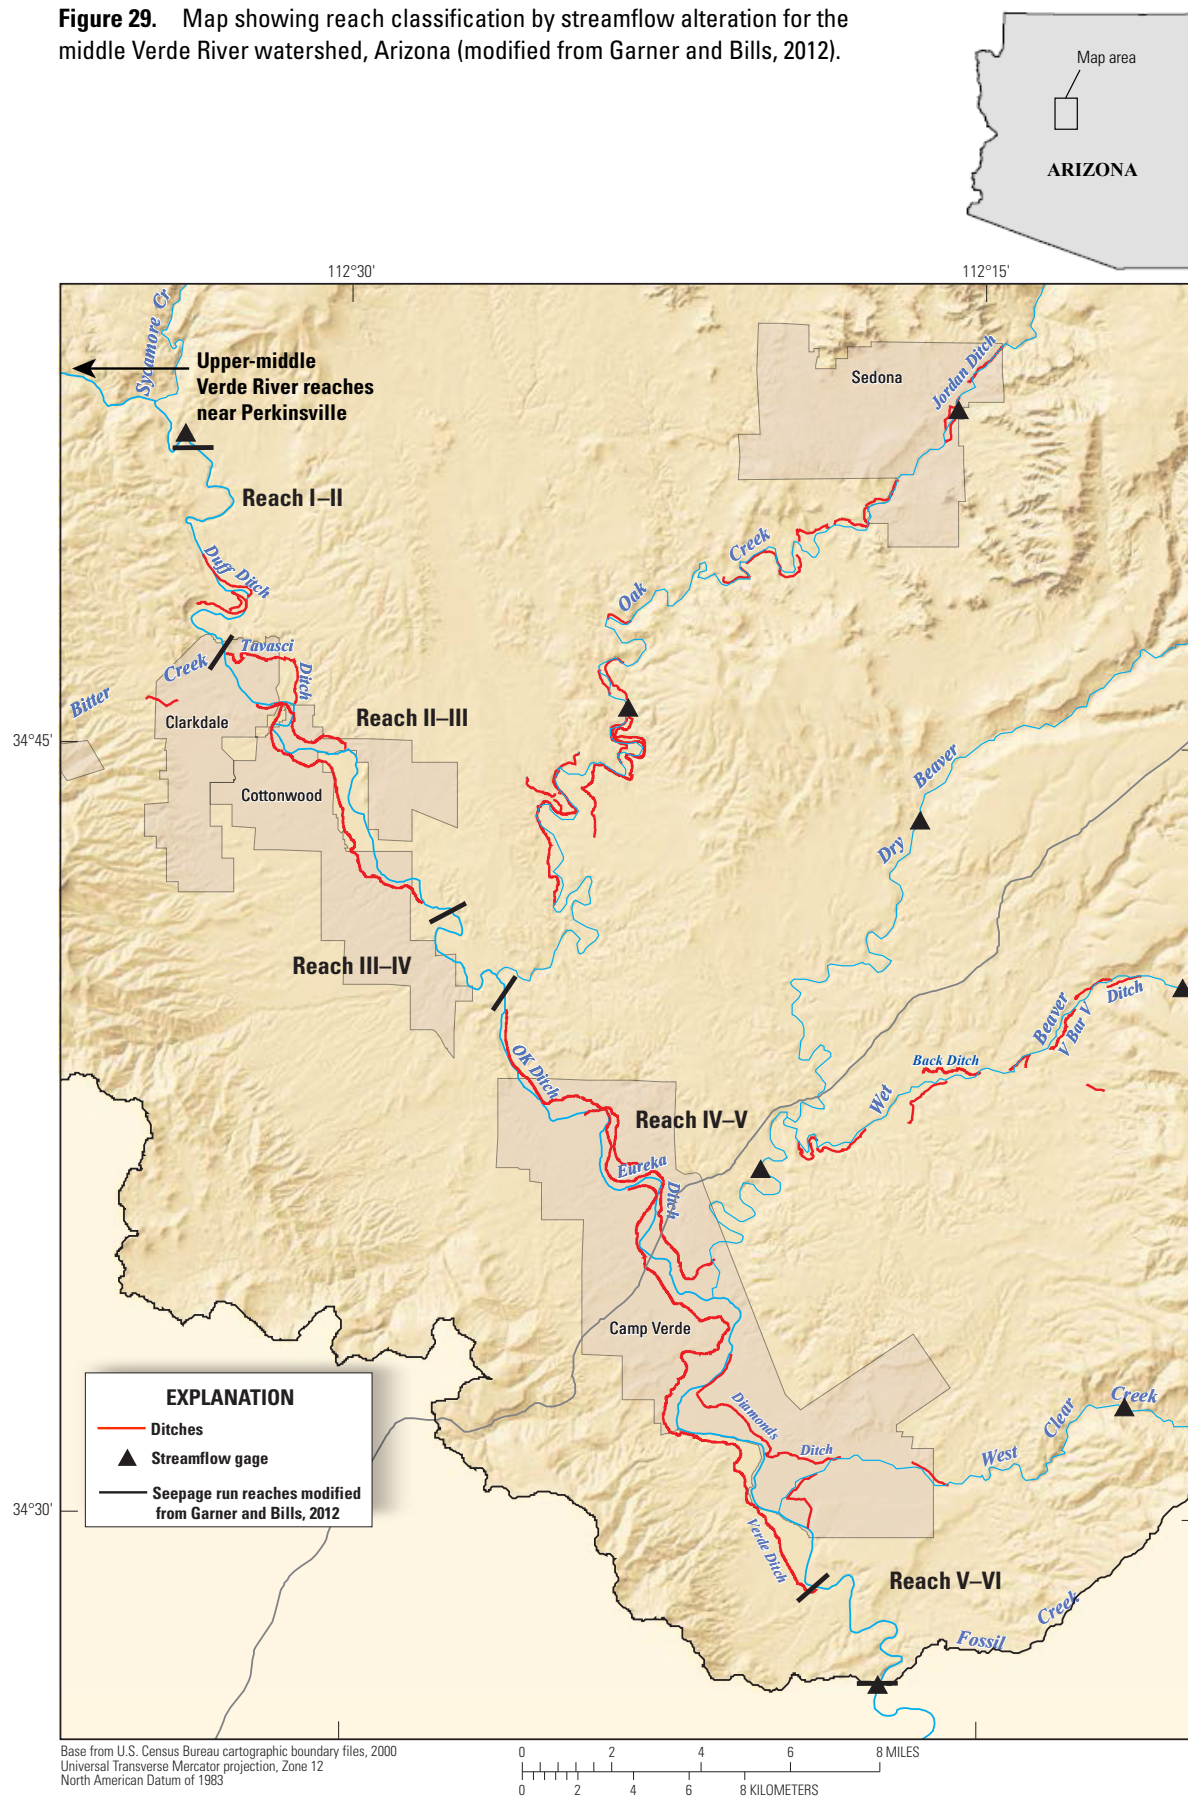 Figure 29. Map showing reach classification by streamflow alteration for the
middle Verde River watershed, Arizona (modified from Garner and Bills, 2012).
Map area
ARIZONA
112°30'
112°15'
Sycamore Cr
Upper-middle
Verde River reaches
near Perkinsville
Sedona
Jordan Ditch
Reach I–II
Creek
Oak
Duff Ditch
Tavasci
Ditch
Creek
Bitter
Clarkdale
Reach II–III
34°45'
Cottonwood
Beaver
Dry
Reach III–IV
Beaver
V Bar V
Ditch
OK Ditch
Back Ditch
Wet
Reach IV–V
Eureka
Ditch
Camp Verde
EXPLANATION
Ditches
Streamflow gage
Seepage run reaches modified
from Garner and Bills, 2012
Diamonds
Ditch
West
Clear
Creek
34°30'
Verde Ditch
Reach V–VI
Fossil
Creek
Base from U.S. Census Bureau cartographic boundary files, 2000
Universal Transverse Mercator projection, Zone 12
North American Datum of 1983
0 2 4 6 8 MILES
0 2 4 6 8 KILOMETERS